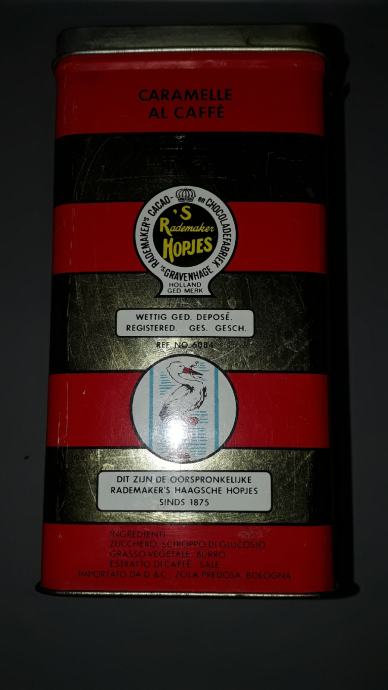 CARAMELLE
AL CAFFÈ
RADEMAKER'S CACAO- en CHOCOLADEFABRIEK
'S
Rademaker
HOPJES
'S GRAVENHAGE
HOLLAND
GED MERK
WETTIG GED. DEPOSÉ.
REGISTERED. GES. GESCH.
REF. NO. 6084
DIT ZIJN DE OORSPRONKELIJKE
RADEMAKER'S HAAGSCHE HOPJES
SINDS 1875
INGREDIENTI
ZUCCHERO, SCIROPPO DI GLUCOSIO
GRASSO VEGETALE, BURRO
ESTRATTO DI CAFFÈ, SALE
IMPORTATO DA D.& C., ZOLA PREDOSA, BOLOGNA